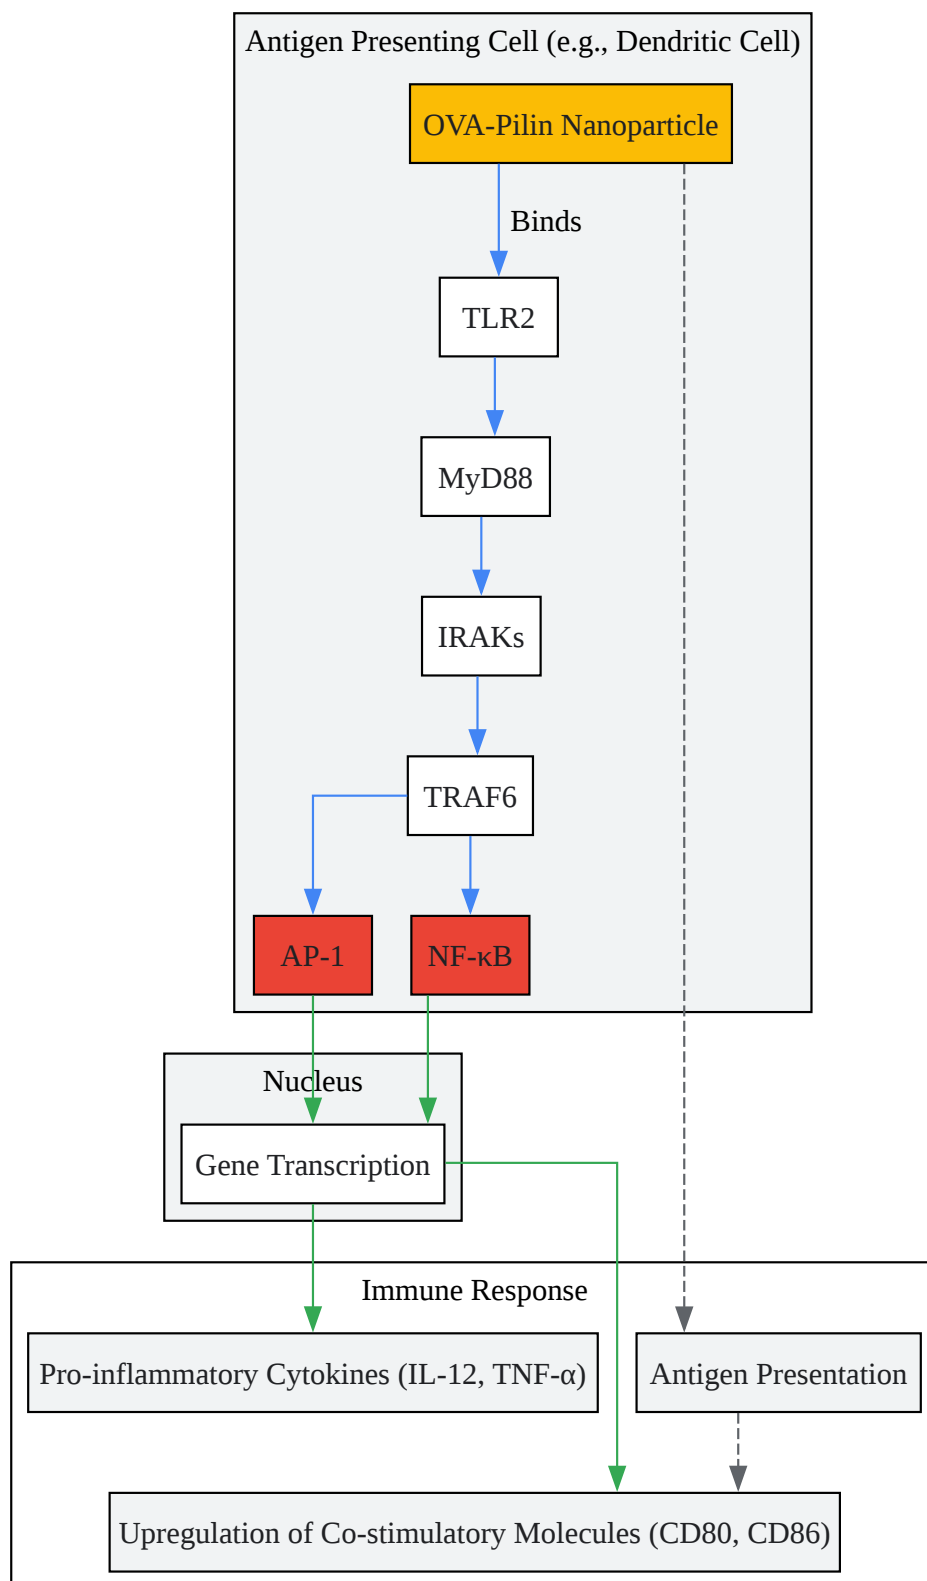 Antigen Presenting Cell (e.g., Dendritic Cell)
OVA-Pilin Nanoparticle
Binds
TLR2
MyD88
IRAKs
TRAF6
AP-1
NF-κB
Nucleus
Gene Transcription
Immune Response
Pro-inflammatory Cytokines (IL-12, TNF-α)
Antigen Presentation
Upregulation of Co-stimulatory Molecules (CD80, CD86)